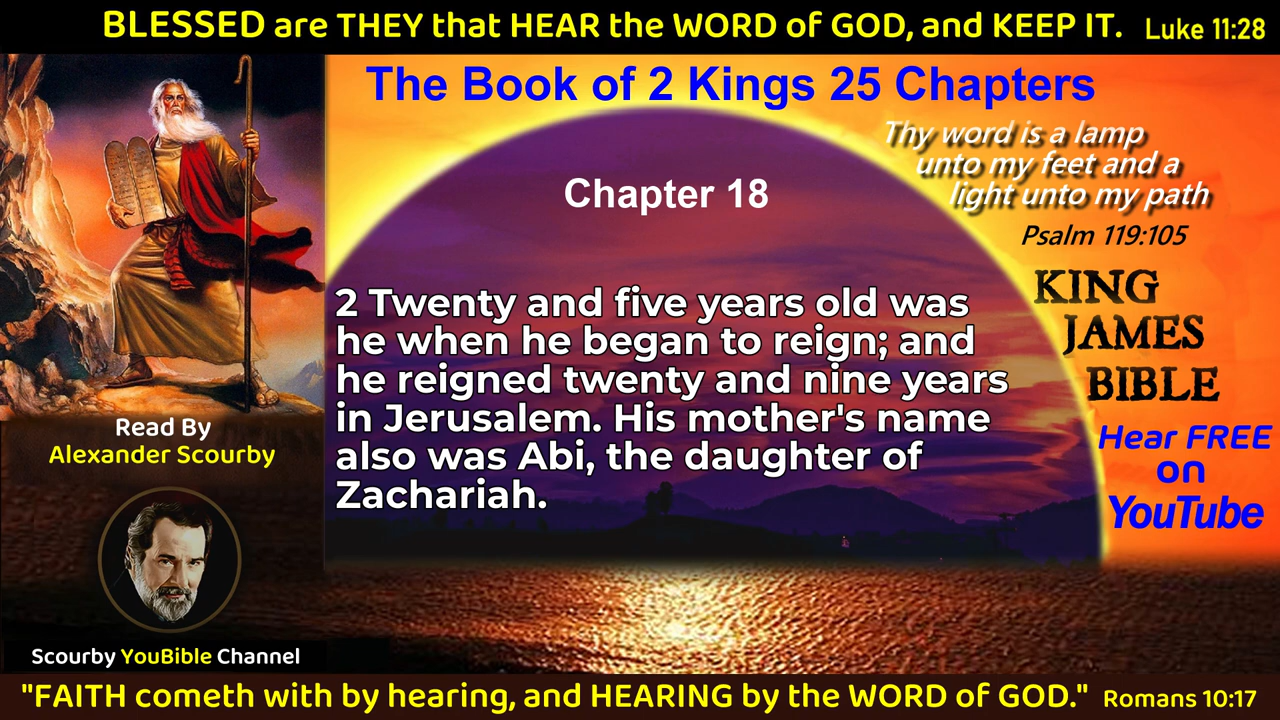 BLESSED are THEY that HEAR the WORD of GOD, and KEEP IT. Luke 11:28
The Book of 2 Kings 25 Chapters
Thy word is a lamp
unto my feet and a
light unto my path
Psalm 119:105
Chapter 18
KING
JAMES
BIBLE
2 Twenty and five years old was
he when he began to reign; and
he reigned twenty and nine years
in Jerusalem. His mother's name
also was Abi, the daughter of
Zachariah.
Hear FREE
on
YouTube
Read By
Alexander Scourby
Scourby YouBible Channel
"FAITH cometh with by hearing, and HEARING by the WORD of GOD." Romans 10:17